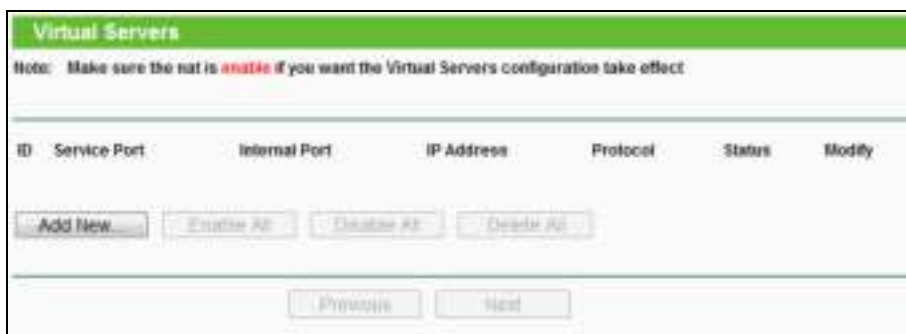 Virtual Servers
Note: Make sure the nat is enable if you want the Virtual Servers configuration take effect
ID Service Port Internal Port IP Address Protocol Status Modify
Add New... Enable All Disable All Delete All
Previous Next